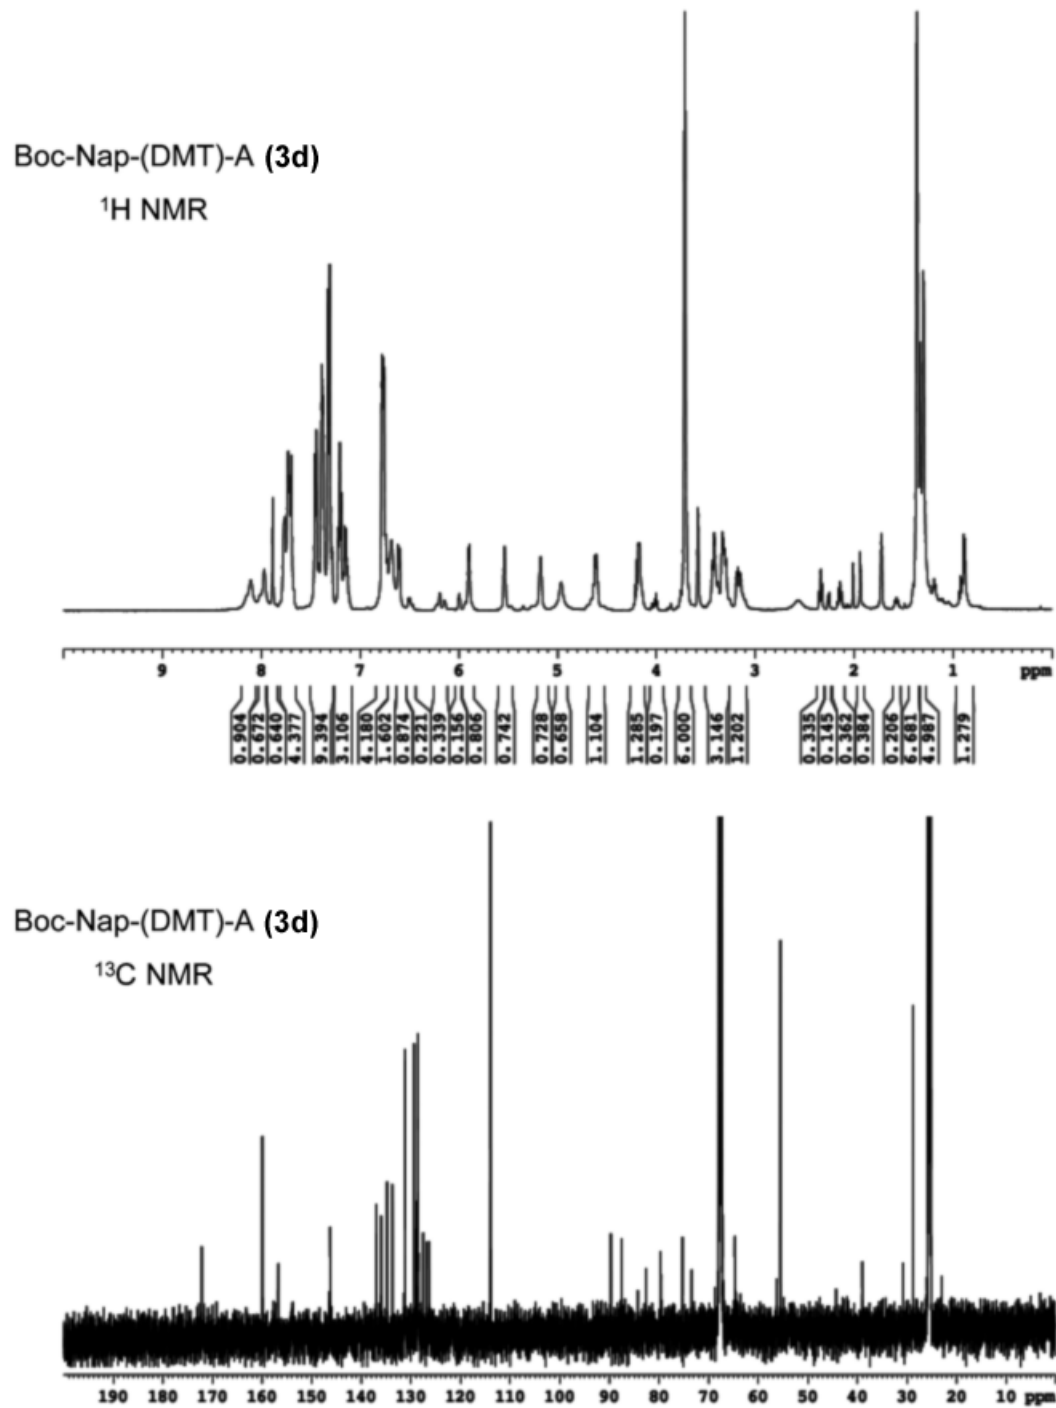 Boc-Nap-(DMT)-A (3d)
¹H NMR
9 8 7 6 5 4 3 2 1 ppm
0.904 0.672 0.640 4.377 9.394 3.106 4.180 1.602 0.874 0.221 0.339 0.156 0.806 0.742 0.728 0.658 1.104 1.285 0.197 6.000 3.146 1.202 0.335 0.145 0.362 0.384 0.206 6.681 4.987 1.279
Boc-Nap-(DMT)-A (3d)
¹³C NMR
190 180 170 160 150 140 130 120 110 100 90 80 70 60 50 40 30 20 10 ppm